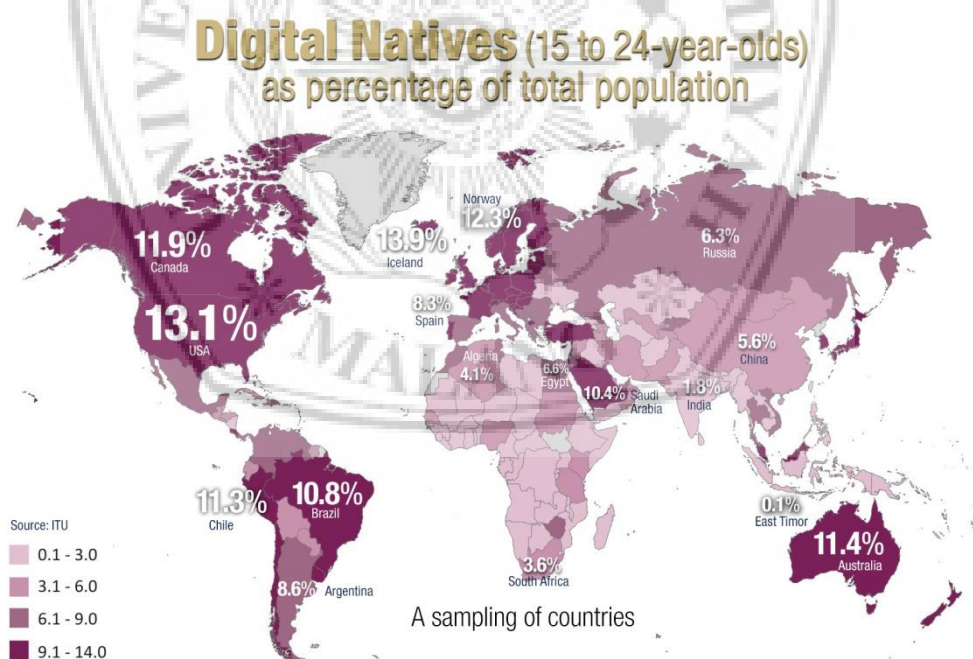 Digital Natives (15 to 24-year-olds)
as percentage of total population
Norway
12.3%
11.9%
Canada
13.9%
Iceland
6.3%
Russia
8.3%
Spain
13.1%
USA
5.6%
China
Algeria
4.1%
6.6%
Egypt
10.4% Saudi
Arabia
1.8%
India
11.3%
Chile
10.8%
Brazil
0.1%
East Timor
11.4%
Australia
3.6%
South Africa
8.6% Argentina
A sampling of countries
Source: ITU
0.1 - 3.0
3.1 - 6.0
6.1 - 9.0
9.1 - 14.0